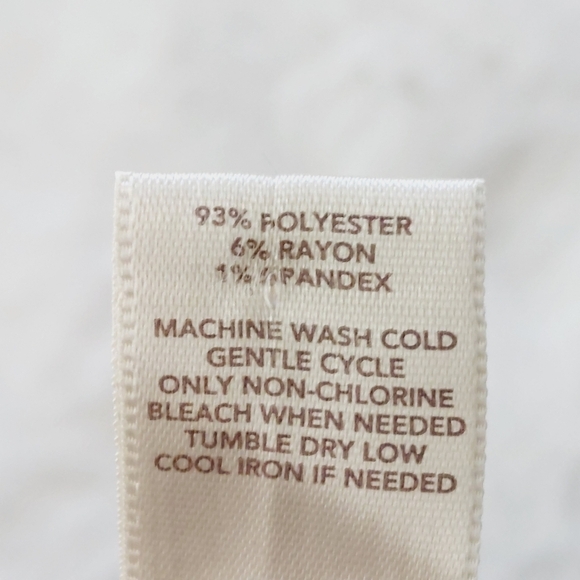 93% POLYESTER
6% RAYON
1% SPANDEX
MACHINE WASH COLD
GENTLE CYCLE
ONLY NON-CHLORINE
BLEACH WHEN NEEDED
TUMBLE DRY LOW
COOL IRON IF NEEDED